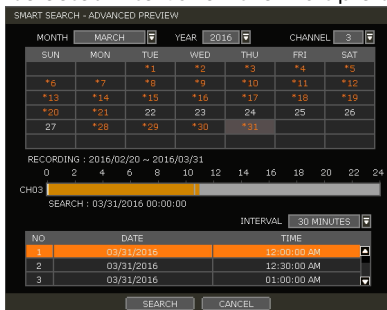 SMART SEARCH - ADVANCED PREVIEW
MONTH MARCH YEAR 2016 CHANNEL 3
SUN MON TUE WED THU FRI SAT
*1 *2 *3 *4 *5
*6 *7 *8 *9 *10 *11 *12
*13 *14 *15 *16 *17 *18 *19
*20 *21 22 23 24 25 26
27 *28 *29 *30 *31
RECORDING : 2016/02/20 ~ 2016/03/31
0 2 4 6 8 10 12 14 16 18 20 22 24
CH03
SEARCH : 03/31/2016 00:00:00
INTERVAL 30 MINUTES
NO DATE TIME
1 03/31/2016 12:00:00 AM
2 03/31/2016 12:30:00 AM
3 03/31/2016 01:00:00 AM
SEARCH CANCEL